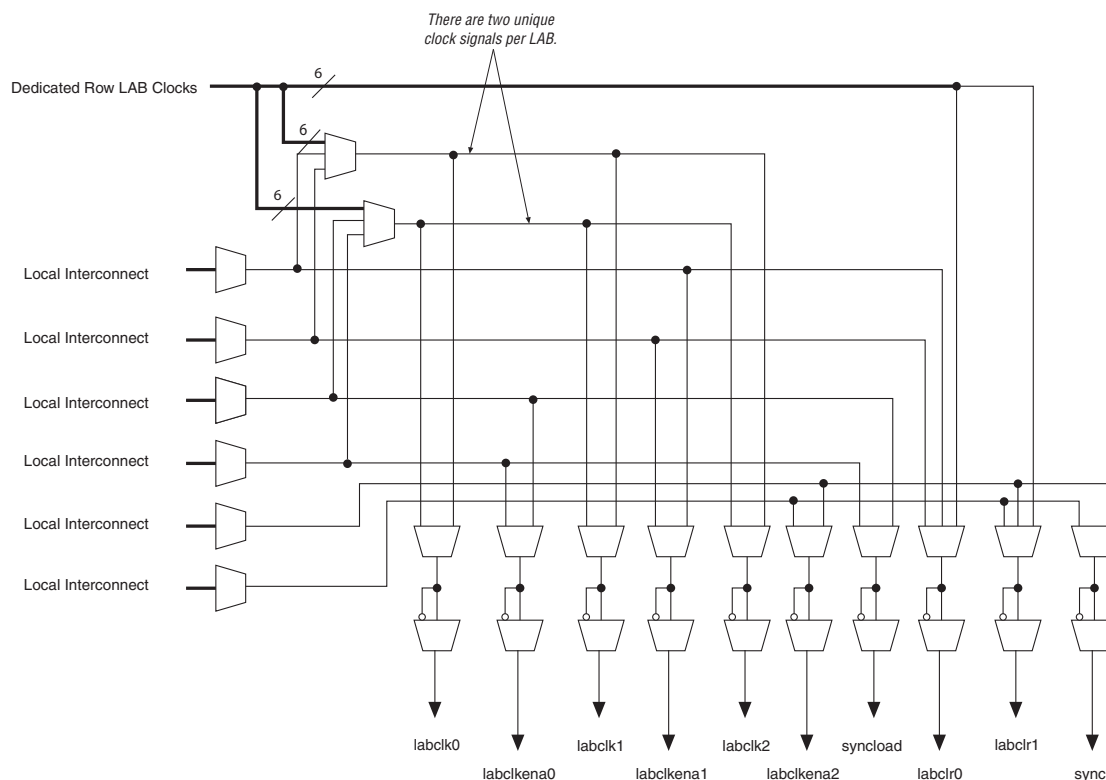 There are two unique
clock signals per LAB.
6
Dedicated Row LAB Clocks
6
6
Local Interconnect
Local Interconnect
Local Interconnect
Local Interconnect
Local Interconnect
Local Interconnect
labclk0
labclk1
labclk2
syncload
labclr1
labclkena0
labclkena1
labclkena2
labclr0
sync